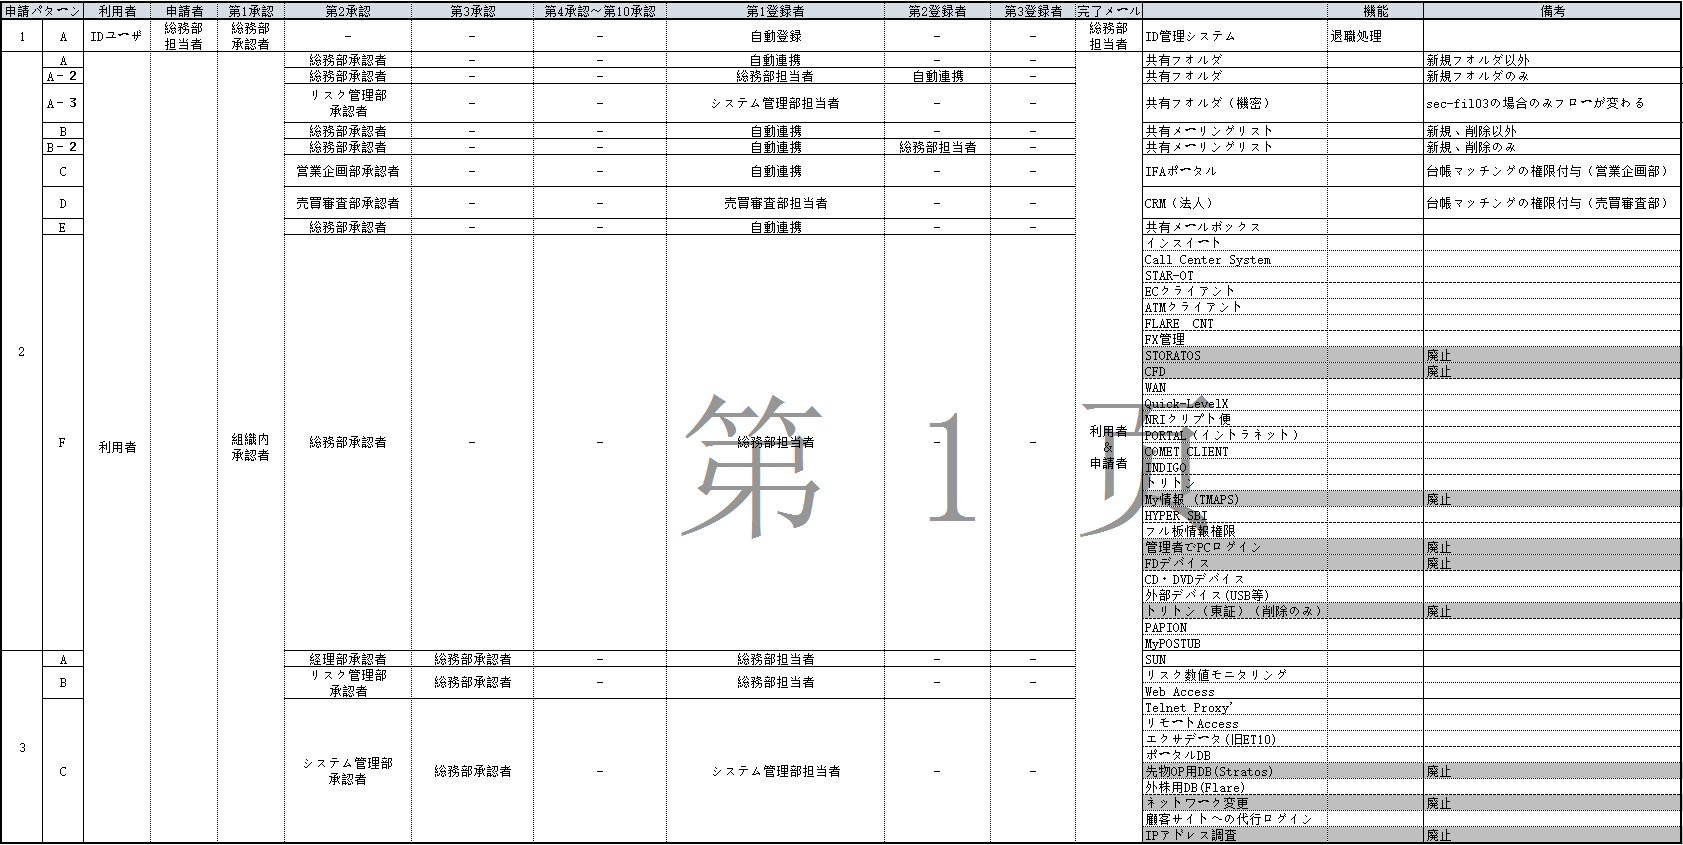 申請パターン 利用者 申請者 第1承認 第2承認 第3承認 第4承認～第10承認 第1登録者 第2登録者 第3登録者 完了メール 機能 備考
1 A IDユーザ 総務部担当者 総務部承認者 － － － 自動登録 － － 総務部担当者 ID管理システム 退職処理
2 利用者 組織内承認者 利用者＆申請者
A 総務部承認者 － － 自動連携 － － 共有フォルダ 新規フォルダ以外
A－2 総務部承認者 － － 総務部担当者 自動連携 － 共有フォルダ 新規フォルダのみ
A－3 リスク管理部承認者 － － システム管理部担当者 － － 共有フォルダ（機密） sec-fil03の場合のみフローが変わる
B 総務部承認者 － － 自動連携 － － 共有メーリングリスト 新規、削除以外
B－2 総務部承認者 － － 自動連携 総務部担当者 － 共有メーリングリスト 新規、削除のみ
C 営業企画部承認者 － － 自動連携 － － IFAポータル 台帳マッチングの権限付与（営業企画部）
D 売買審査部承認者 － － 売買審査部担当者 － － CRM（法人） 台帳マッチングの権限付与（売買審査部）
E 総務部承認者 － － 自動連携 － － 共有メールボックス
F 総務部承認者 － － 総務部担当者 － －
インスイート
Call Center System
STAR-OT
ECクライアント
ATMクライアント
FLARE　CNT
FX管理
STORATOS 廃止
CFD 廃止
WAN
Quick-LevelX
NRIクリプト便
PORTAL（イントラネット）
COMET CLIENT
INDIGO
トリトン
My情報 (TMAPS) 廃止
HYPER SBI
フル板情報権限
管理者でPCログイン 廃止
FDデバイス 廃止
CD・DVDデバイス
外部デバイス(USB等)
トリトン（東証）（削除のみ） 廃止
PAPION
MyPOSTUB
3
A 経理部承認者 総務部承認者 － 総務部担当者 － － SUN
B リスク管理部承認者 総務部承認者 － 総務部担当者 － － リスク数値モニタリング
Web Access
C システム管理部承認者 総務部承認者 － システム管理部担当者 － －
Telnet Proxy'
リモートAccess
エクサデータ(旧ET10)
ポータルDB
先物OP用DB(Stratos) 廃止
外株用DB(Flare)
ネットワーク変更 廃止
顧客サイトへの代行ログイン
IPアドレス調査 廃止
第 1 页